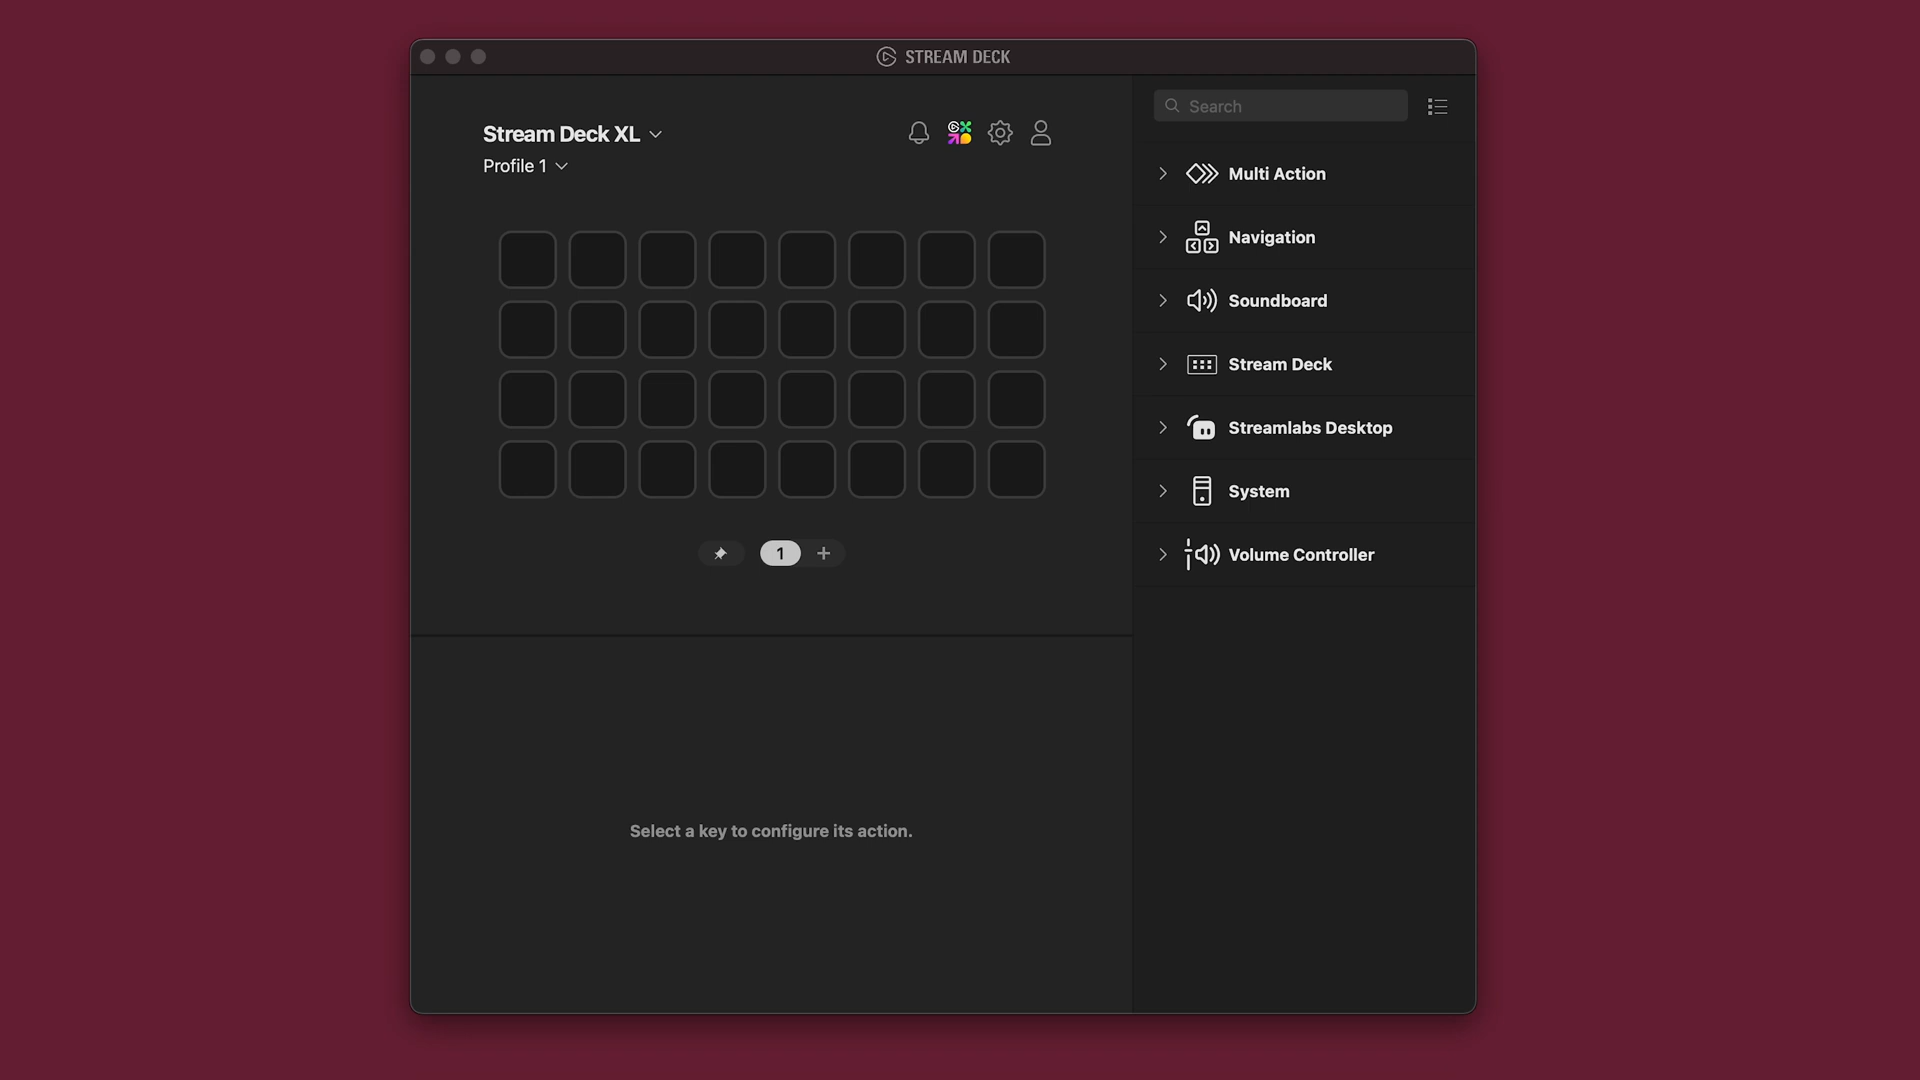 STREAM DECK
Stream Deck XL
Profile 1
1
Select a key to configure its action.
Search
Multi Action
Navigation
Soundboard
Stream Deck
Streamlabs Desktop
System
Volume Controller